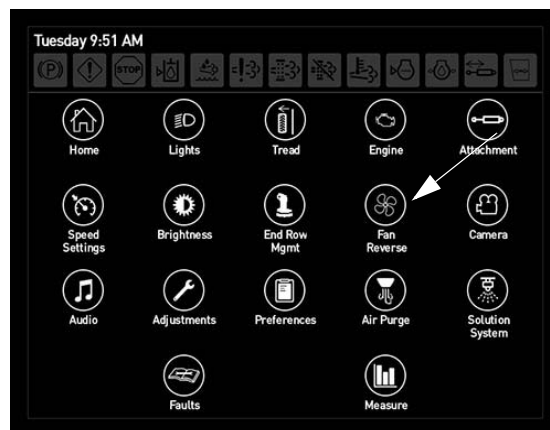 Tuesday 9:51 AM
(P) STOP
Home Lights Tread Engine Attachment
Speed Settings Brightness End Row Mgmt Fan Reverse Camera
Audio Adjustments Preferences Air Purge Solution System
Faults Measure